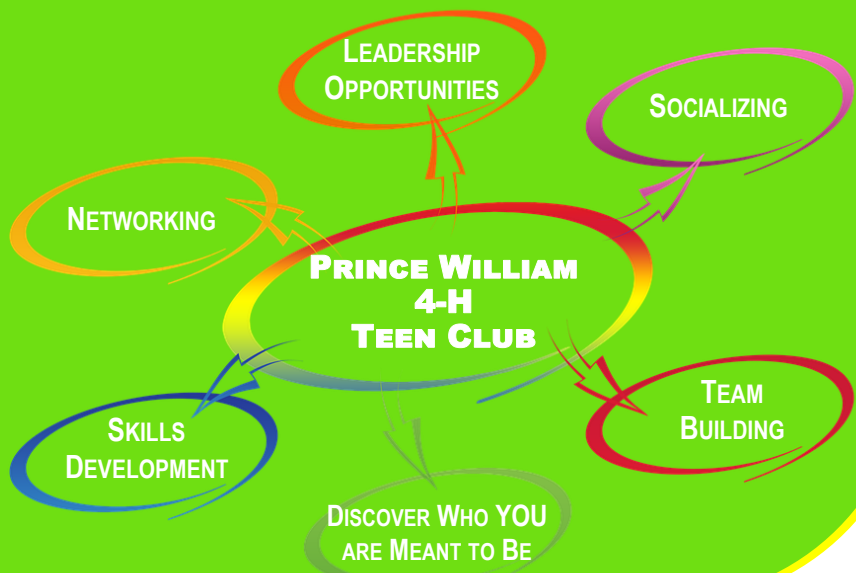 LEADERSHIP
OPPORTUNITIES
SOCIALIZING
NETWORKING
PRINCE WILLIAM
4-H
TEEN CLUB
TEAM
BUILDING
SKILLS
DEVELOPMENT
DISCOVER WHO YOU
ARE MEANT TO BE